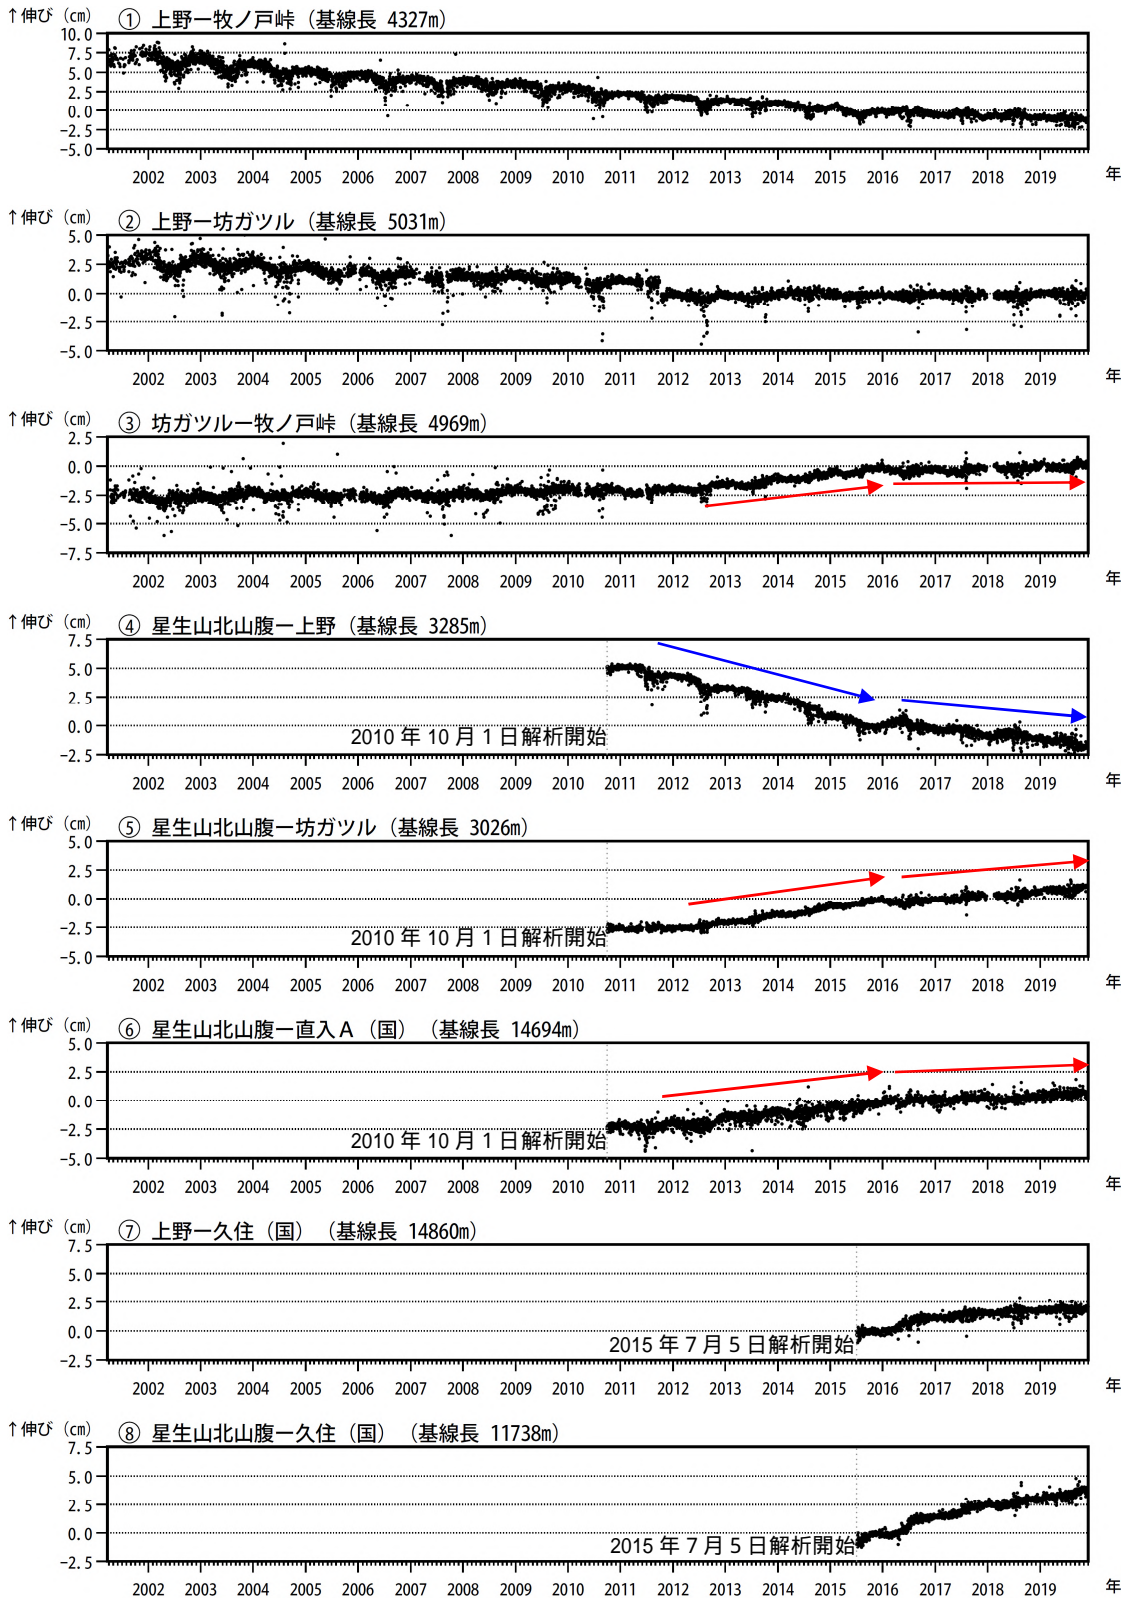 ↑伸び（㎝） ① 上野ー牧ノ戸峠（基線長 4327m）
10.0
7.5
5.0
2.5
0.0
−2.5
−5.0
2002 2003 2004 2005 2006 2007 2008 2009 2010 2011 2012 2013 2014 2015 2016 2017 2018 2019 年
↑伸び（㎝） ② 上野ー坊ガツル（基線長 5031m）
5.0
2.5
0.0
−2.5
−5.0
2002 2003 2004 2005 2006 2007 2008 2009 2010 2011 2012 2013 2014 2015 2016 2017 2018 2019 年
↑伸び（㎝） ③ 坊ガツルー牧ノ戸峠（基線長 4969m）
2.5
0.0
−2.5
−5.0
−7.5
2002 2003 2004 2005 2006 2007 2008 2009 2010 2011 2012 2013 2014 2015 2016 2017 2018 2019 年
↑伸び（㎝） ④ 星生山北山腹ー上野（基線長 3285m）
7.5
5.0
2.5
0.0
2010 年 10 月 1 日解析開始
−2.5
2002 2003 2004 2005 2006 2007 2008 2009 2010 2011 2012 2013 2014 2015 2016 2017 2018 2019 年
↑伸び（㎝） ⑤ 星生山北山腹ー坊ガツル（基線長 3026m）
5.0
2.5
0.0
−2.5
2010 年 10 月 1 日解析開始
−5.0
2002 2003 2004 2005 2006 2007 2008 2009 2010 2011 2012 2013 2014 2015 2016 2017 2018 2019 年
↑伸び（㎝） ⑥ 星生山北山腹ー直入Ａ（国）（基線長 14694m）
5.0
2.5
0.0
−2.5
2010 年 10 月 1 日解析開始
−5.0
2002 2003 2004 2005 2006 2007 2008 2009 2010 2011 2012 2013 2014 2015 2016 2017 2018 2019 年
↑伸び（㎝） ⑦ 上野ー久住（国）（基線長 14860m）
7.5
5.0
2.5
0.0
2015 年 7 月 5 日解析開始
−2.5
2002 2003 2004 2005 2006 2007 2008 2009 2010 2011 2012 2013 2014 2015 2016 2017 2018 2019 年
↑伸び（㎝） ⑧ 星生山北山腹ー久住（国）（基線長 11738m）
7.5
5.0
2.5
0.0
2015 年 7 月 5 日解析開始
−2.5
2002 2003 2004 2005 2006 2007 2008 2009 2010 2011 2012 2013 2014 2015 2016 2017 2018 2019 年